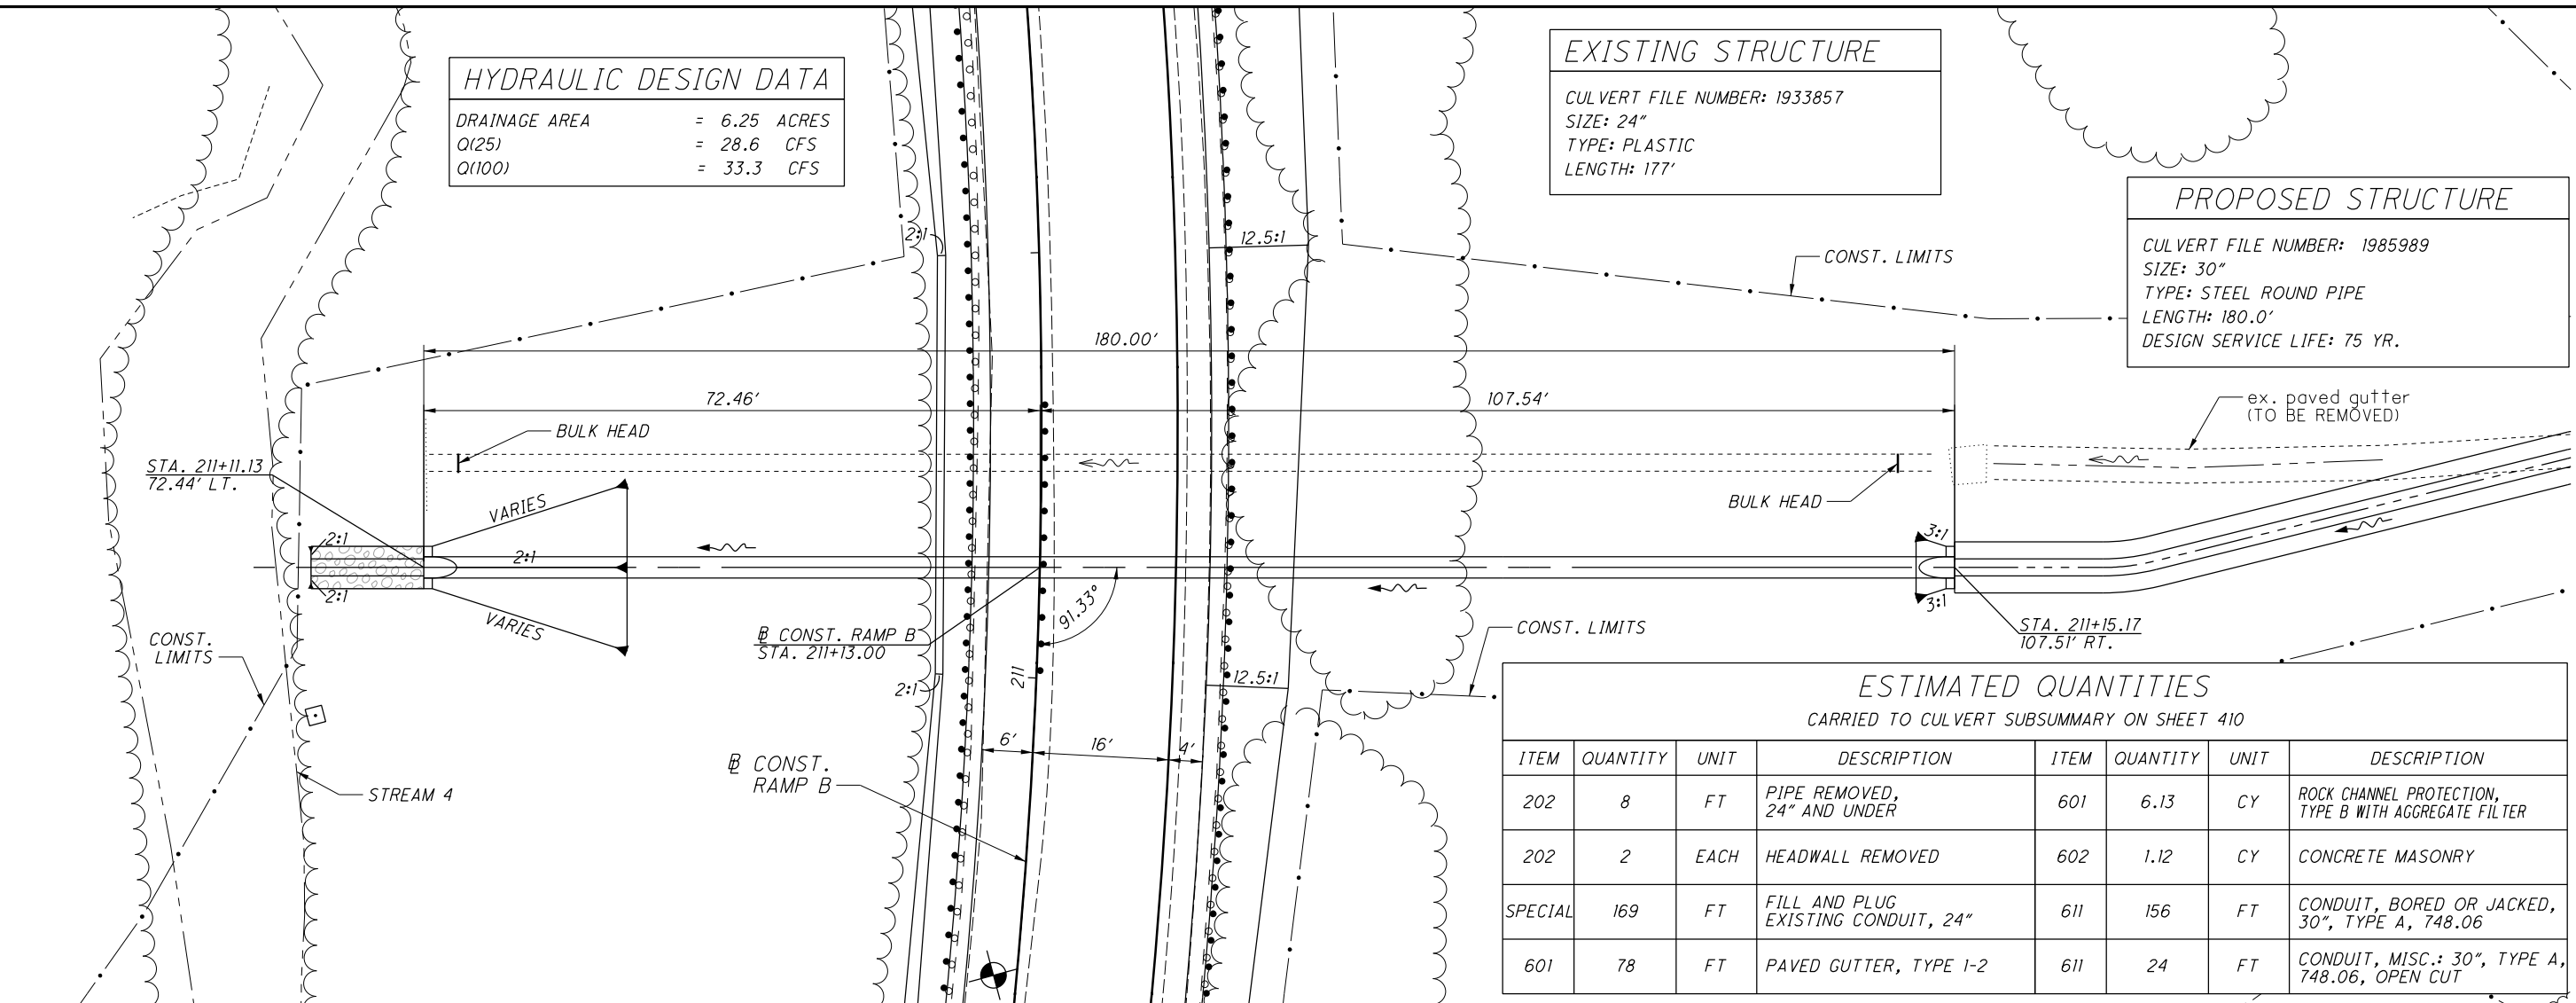 HYDRAULIC DESIGN DATA
DRAINAGE AREA = 6.25 ACRES
Q(25) = 28.6 CFS
Q(100) = 33.3 CFS
EXISTING STRUCTURE
CULVERT FILE NUMBER: 1933857
SIZE: 24"
TYPE: PLASTIC
LENGTH: 177'
PROPOSED STRUCTURE
CULVERT FILE NUMBER: 1985989
SIZE: 30"
TYPE: STEEL ROUND PIPE
LENGTH: 180.0'
DESIGN SERVICE LIFE: 75 YR.
2:1
12.5:1
CONST. LIMITS
180.00'
72.46'
107.54'
ex. paved gutter
(TO BE REMOVED)
BULK HEAD
STA. 211+11.13
72.44' LT.
BULK HEAD
VARIES
2:1
2:1
2:1
VARIES
3:1
3:1
91.33°
CONST.
LIMITS
℄ CONST. RAMP B
STA. 211+13.00
CONST. LIMITS
STA. 211+15.17
107.51' RT.
211
2:1
12.5:1
6'
16'
4'
℄ CONST.
RAMP B
STREAM 4
ESTIMATED QUANTITIES
CARRIED TO CULVERT SUBSUMMARY ON SHEET 410
ITEM QUANTITY UNIT DESCRIPTION ITEM QUANTITY UNIT DESCRIPTION
202 8 FT PIPE REMOVED, 24" AND UNDER 601 6.13 CY ROCK CHANNEL PROTECTION, TYPE B WITH AGGREGATE FILTER
202 2 EACH HEADWALL REMOVED 602 1.12 CY CONCRETE MASONRY
SPECIAL 169 FT FILL AND PLUG EXISTING CONDUIT, 24" 611 156 FT CONDUIT, BORED OR JACKED, 30", TYPE A, 748.06
601 78 FT PAVED GUTTER, TYPE 1-2 611 24 FT CONDUIT, MISC.: 30", TYPE A, 748.06, OPEN CUT